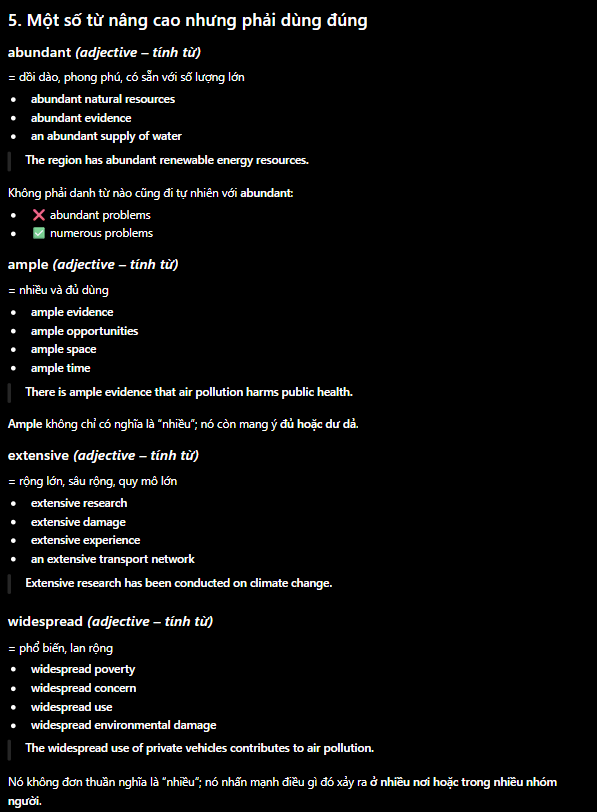 5. Một số từ nâng cao nhưng phải dùng đúng
abundant (adjective – tính từ)
= dồi dào, phong phú, có sẵn với số lượng lớn
• abundant natural resources
• abundant evidence
• an abundant supply of water
The region has abundant renewable energy resources.
Không phải danh từ nào cũng đi tự nhiên với abundant:
• ❌ abundant problems
• ✅ numerous problems
ample (adjective – tính từ)
= nhiều và đủ dùng
• ample evidence
• ample opportunities
• ample space
• ample time
There is ample evidence that air pollution harms public health.
Ample không chỉ có nghĩa là “nhiều”; nó còn mang ý đủ hoặc dư dả.
extensive (adjective – tính từ)
= rộng lớn, sâu rộng, quy mô lớn
• extensive research
• extensive damage
• extensive experience
• an extensive transport network
Extensive research has been conducted on climate change.
widespread (adjective – tính từ)
= phổ biến, lan rộng
• widespread poverty
• widespread concern
• widespread use
• widespread environmental damage
The widespread use of private vehicles contributes to air pollution.
Nó không đơn thuần nghĩa là “nhiều”; nó nhấn mạnh điều gì đó xảy ra ở nhiều nơi hoặc trong nhiều nhóm
người.